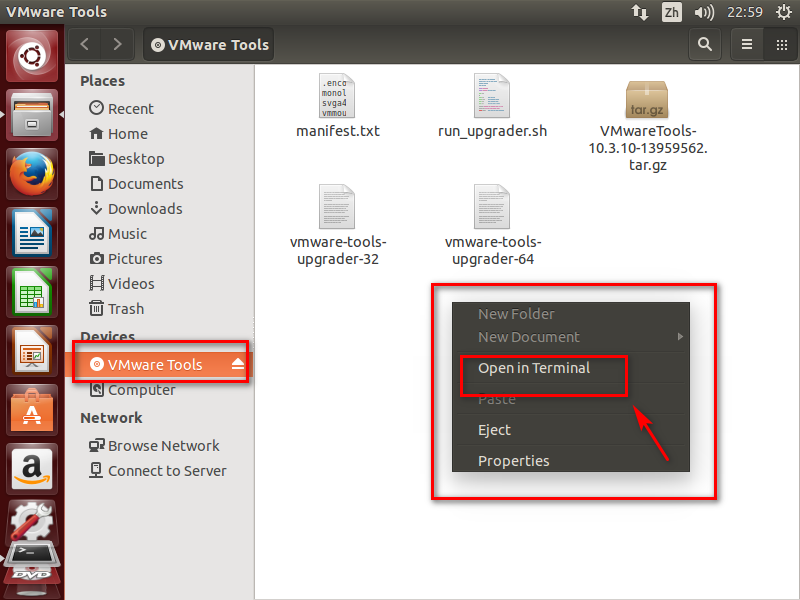 VMware Tools
Zh
22:59
VMware Tools
Places
Recent
Home
Desktop
Documents
Downloads
Music
Pictures
Videos
Trash
Devices
VMware Tools
Computer
Network
Browse Network
Connect to Server
.enco
monol
svga4
vmmou
manifest.txt
run_upgrader.sh
tar.gz
VMwareTools-
10.3.10-13959562.
tar.gz
vmware-tools-
upgrader-32
vmware-tools-
upgrader-64
New Folder
New Document
Open in Terminal
Paste
Eject
Properties
A
a
>_
DVD